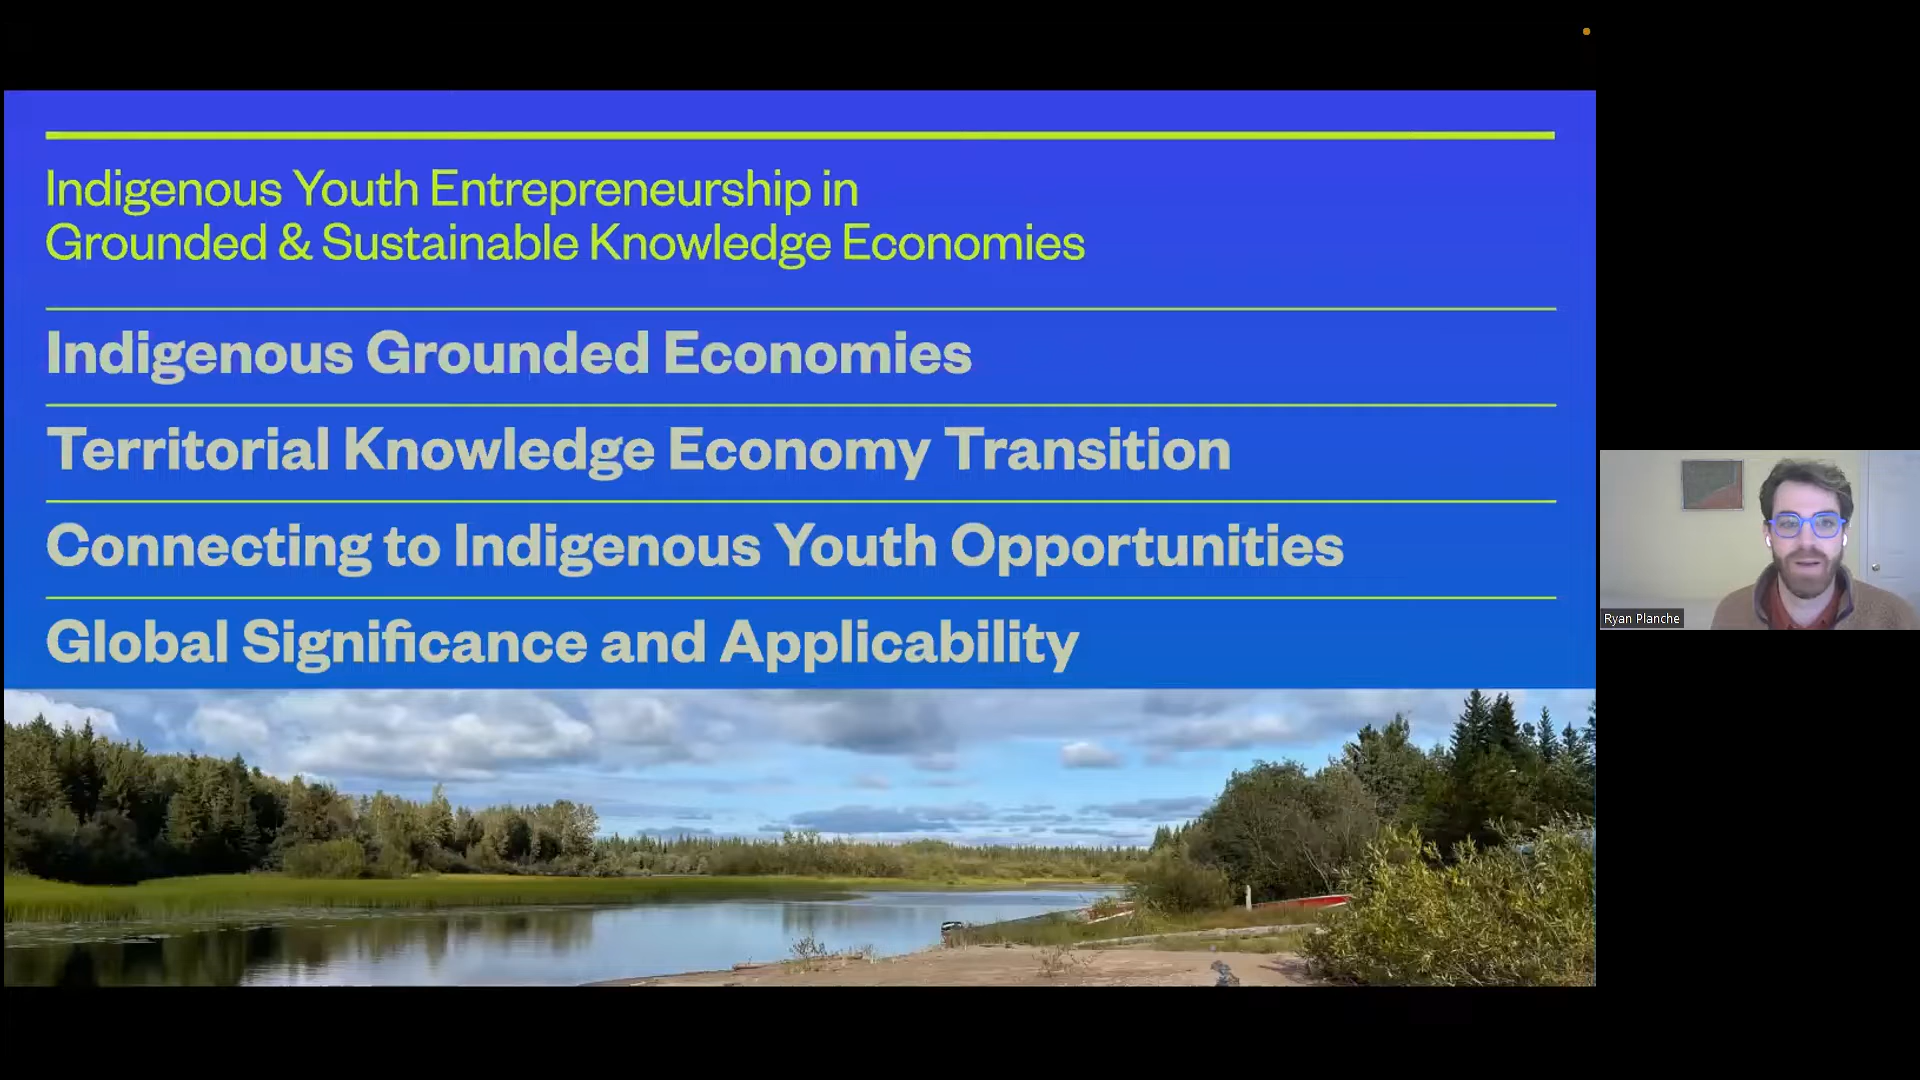 Indigenous Youth Entrepreneurship in
Grounded & Sustainable Knowledge Economies
Indigenous Grounded Economies
Territorial Knowledge Economy Transition
Connecting to Indigenous Youth Opportunities
Global Significance and Applicability
Ryan Planche